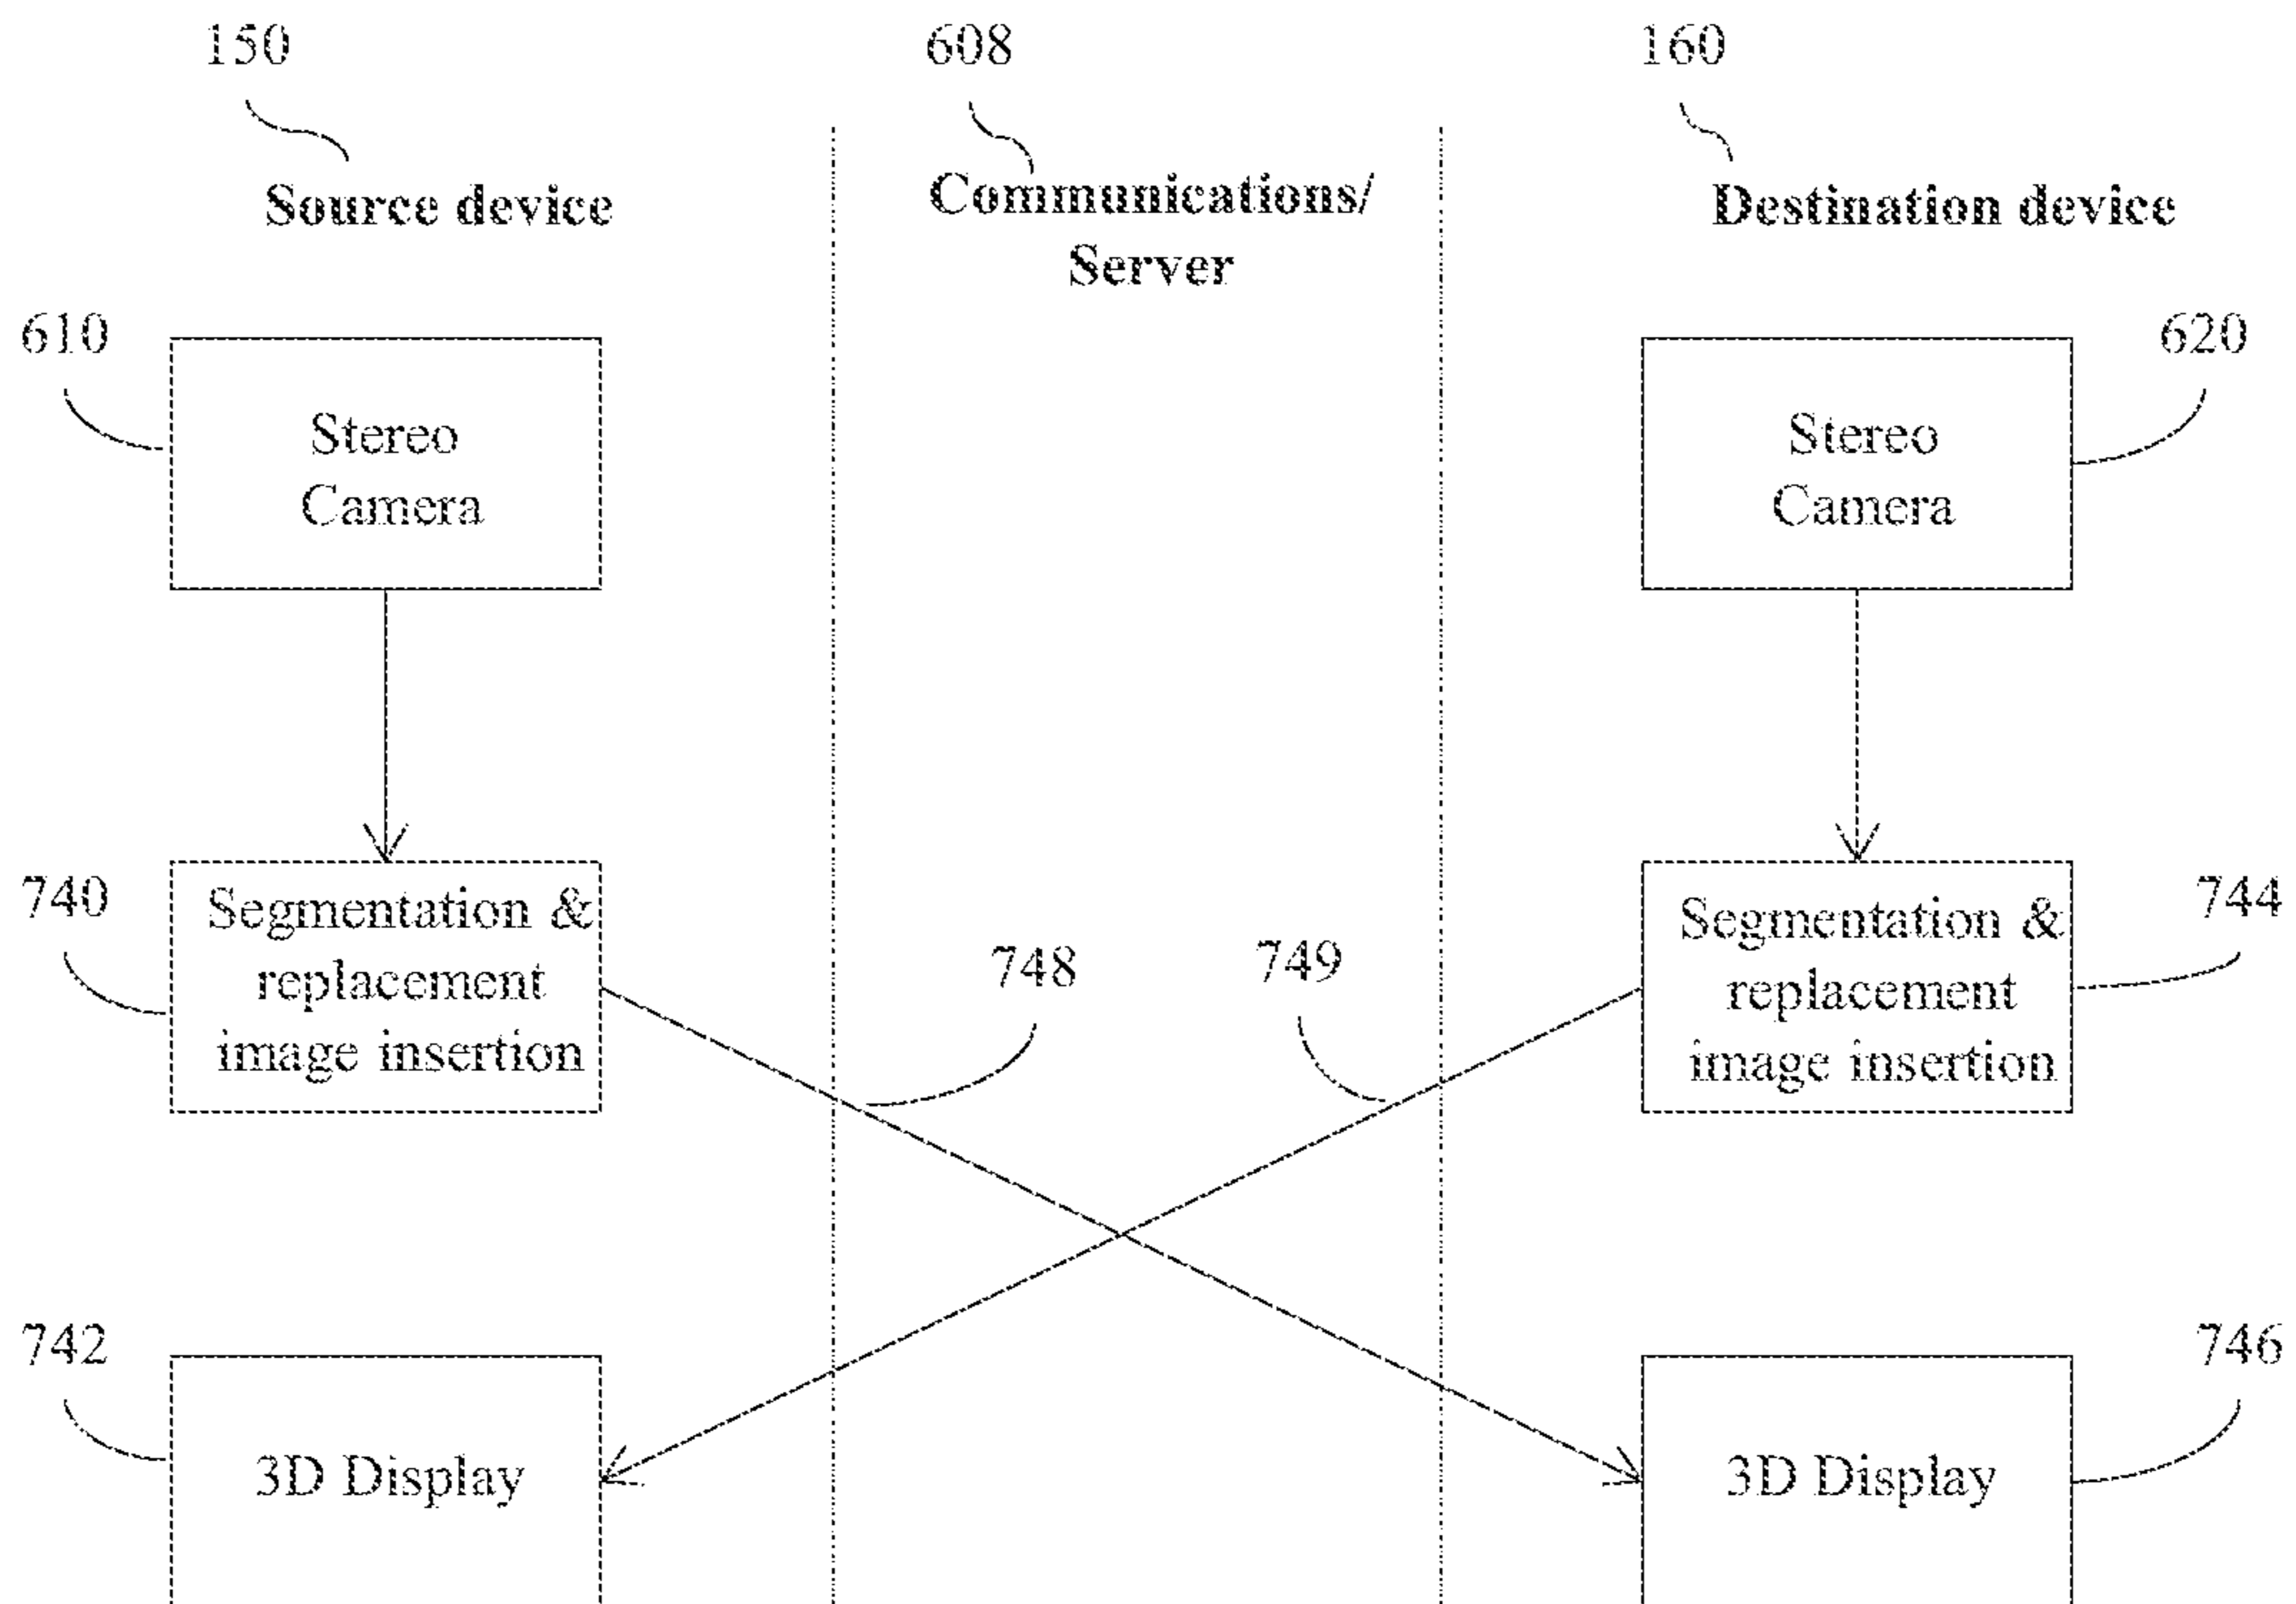 150
608
160
Source device
Communications/
Server
Destination device
610
620
Stereo
Camera
Stereo
Camera
740
Segmentation &
replacement
image insertion
748
749
Segmentation &
replacement
image insertion
744
742
3D Display
3D Display
746